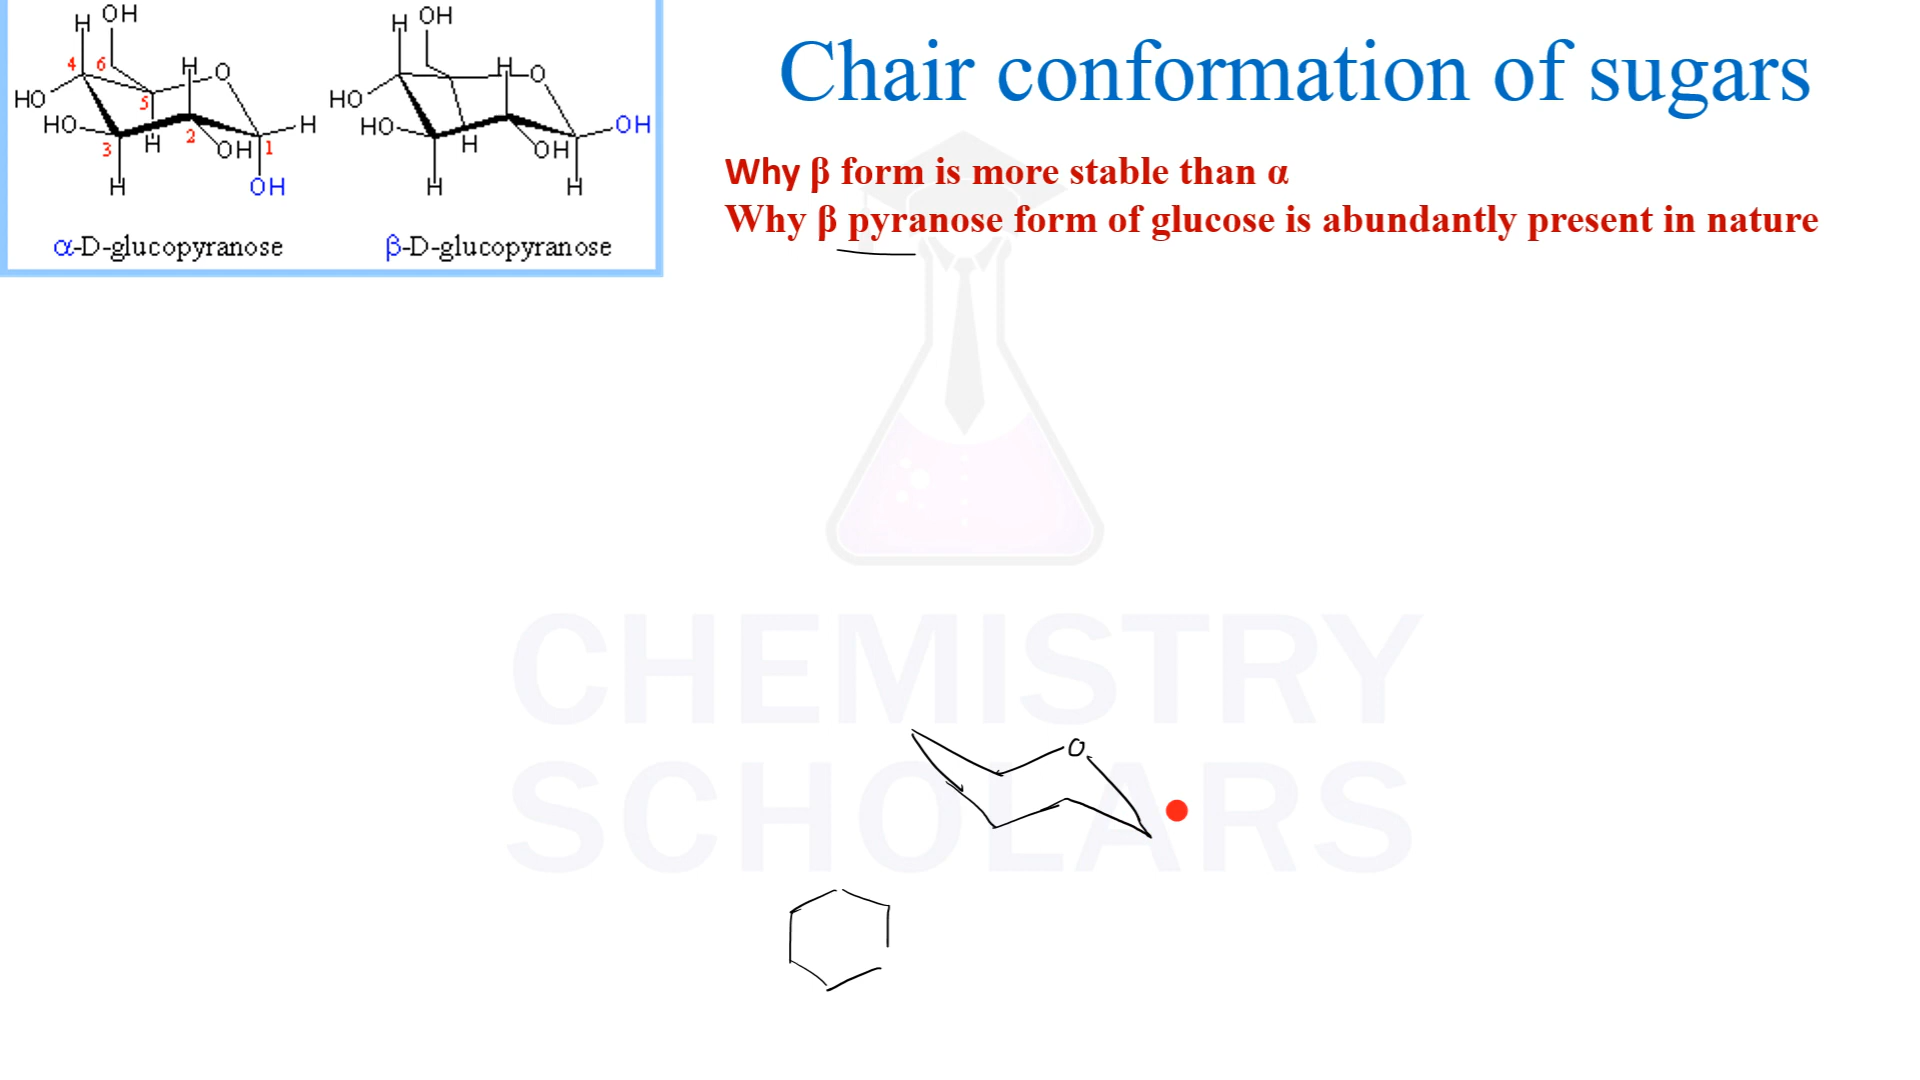 Chair conformation of sugars
Why β form is more stable than α
Why β pyranose form of glucose is abundantly present in nature
H OH
4 6 H O
HO 5
HO H
3 H 2 OH 1
H OH
α-D-glucopyranose
H OH
H O
HO
HO OH
H OH
H H
β-D-glucopyranose
O
CHEMISTRY
SCHOLARS